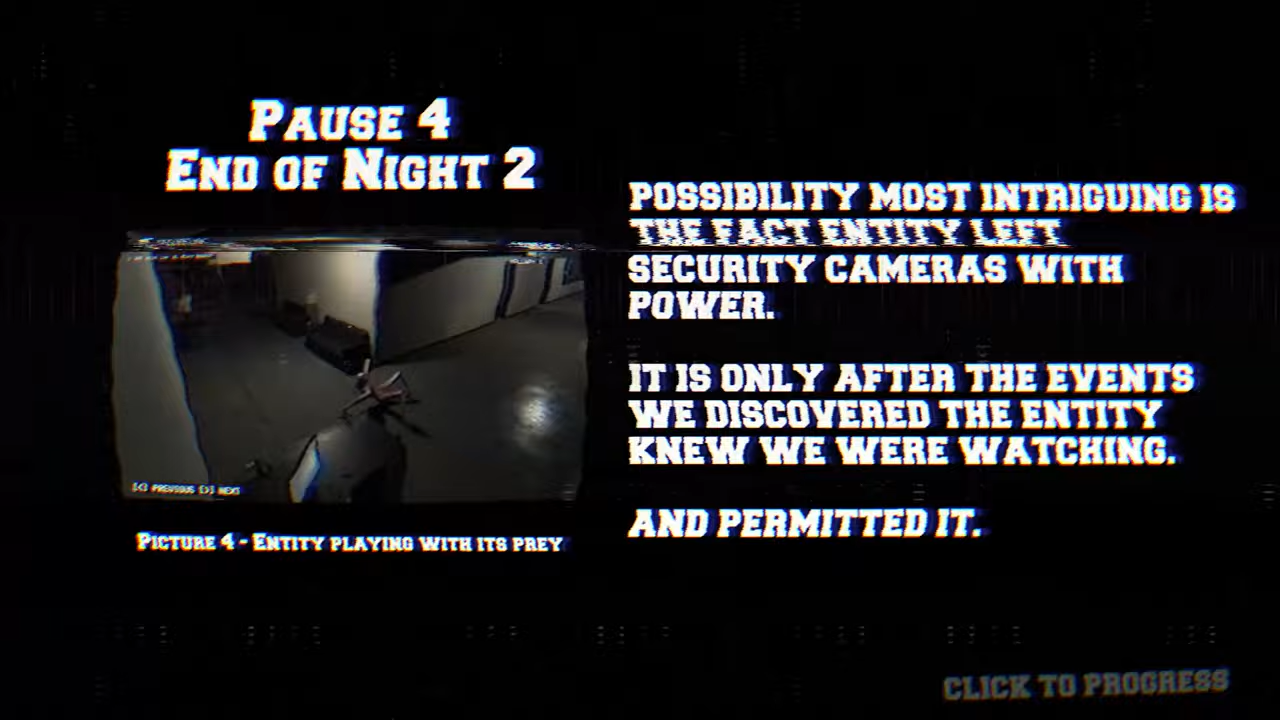 PAUSE 4
END OF NIGHT 2
POSSIBILITY MOST INTRIGUING IS
THE FACT ENTITY LEFT
SECURITY CAMERAS WITH
POWER.
IT IS ONLY AFTER THE EVENTS
WE DISCOVERED THE ENTITY
KNEW WE WERE WATCHING.
AND PERMITTED IT.
[<] PREVIOUS [>] NEXT
PICTURE 4 - ENTITY PLAYING WITH ITS PREY
CLICK TO PROGRESS